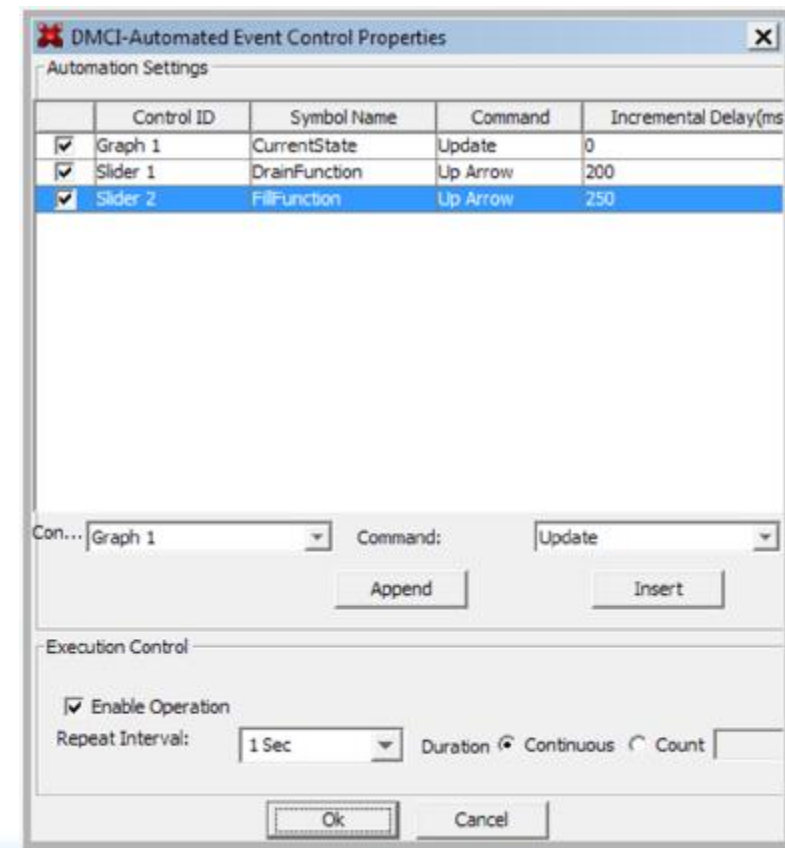 DMCI-Automated Event Control Properties
Automation Settings
Control ID Symbol Name Command Incremental Delay(ms
Graph 1 CurrentState Update 0
Slider 1 DrainFunction Up Arrow 200
Slider 2 FillFunction Up Arrow 250
Con... Graph 1 Command: Update
Append Insert
Execution Control
Enable Operation
Repeat Interval: 1 Sec Duration Continuous Count
Ok Cancel